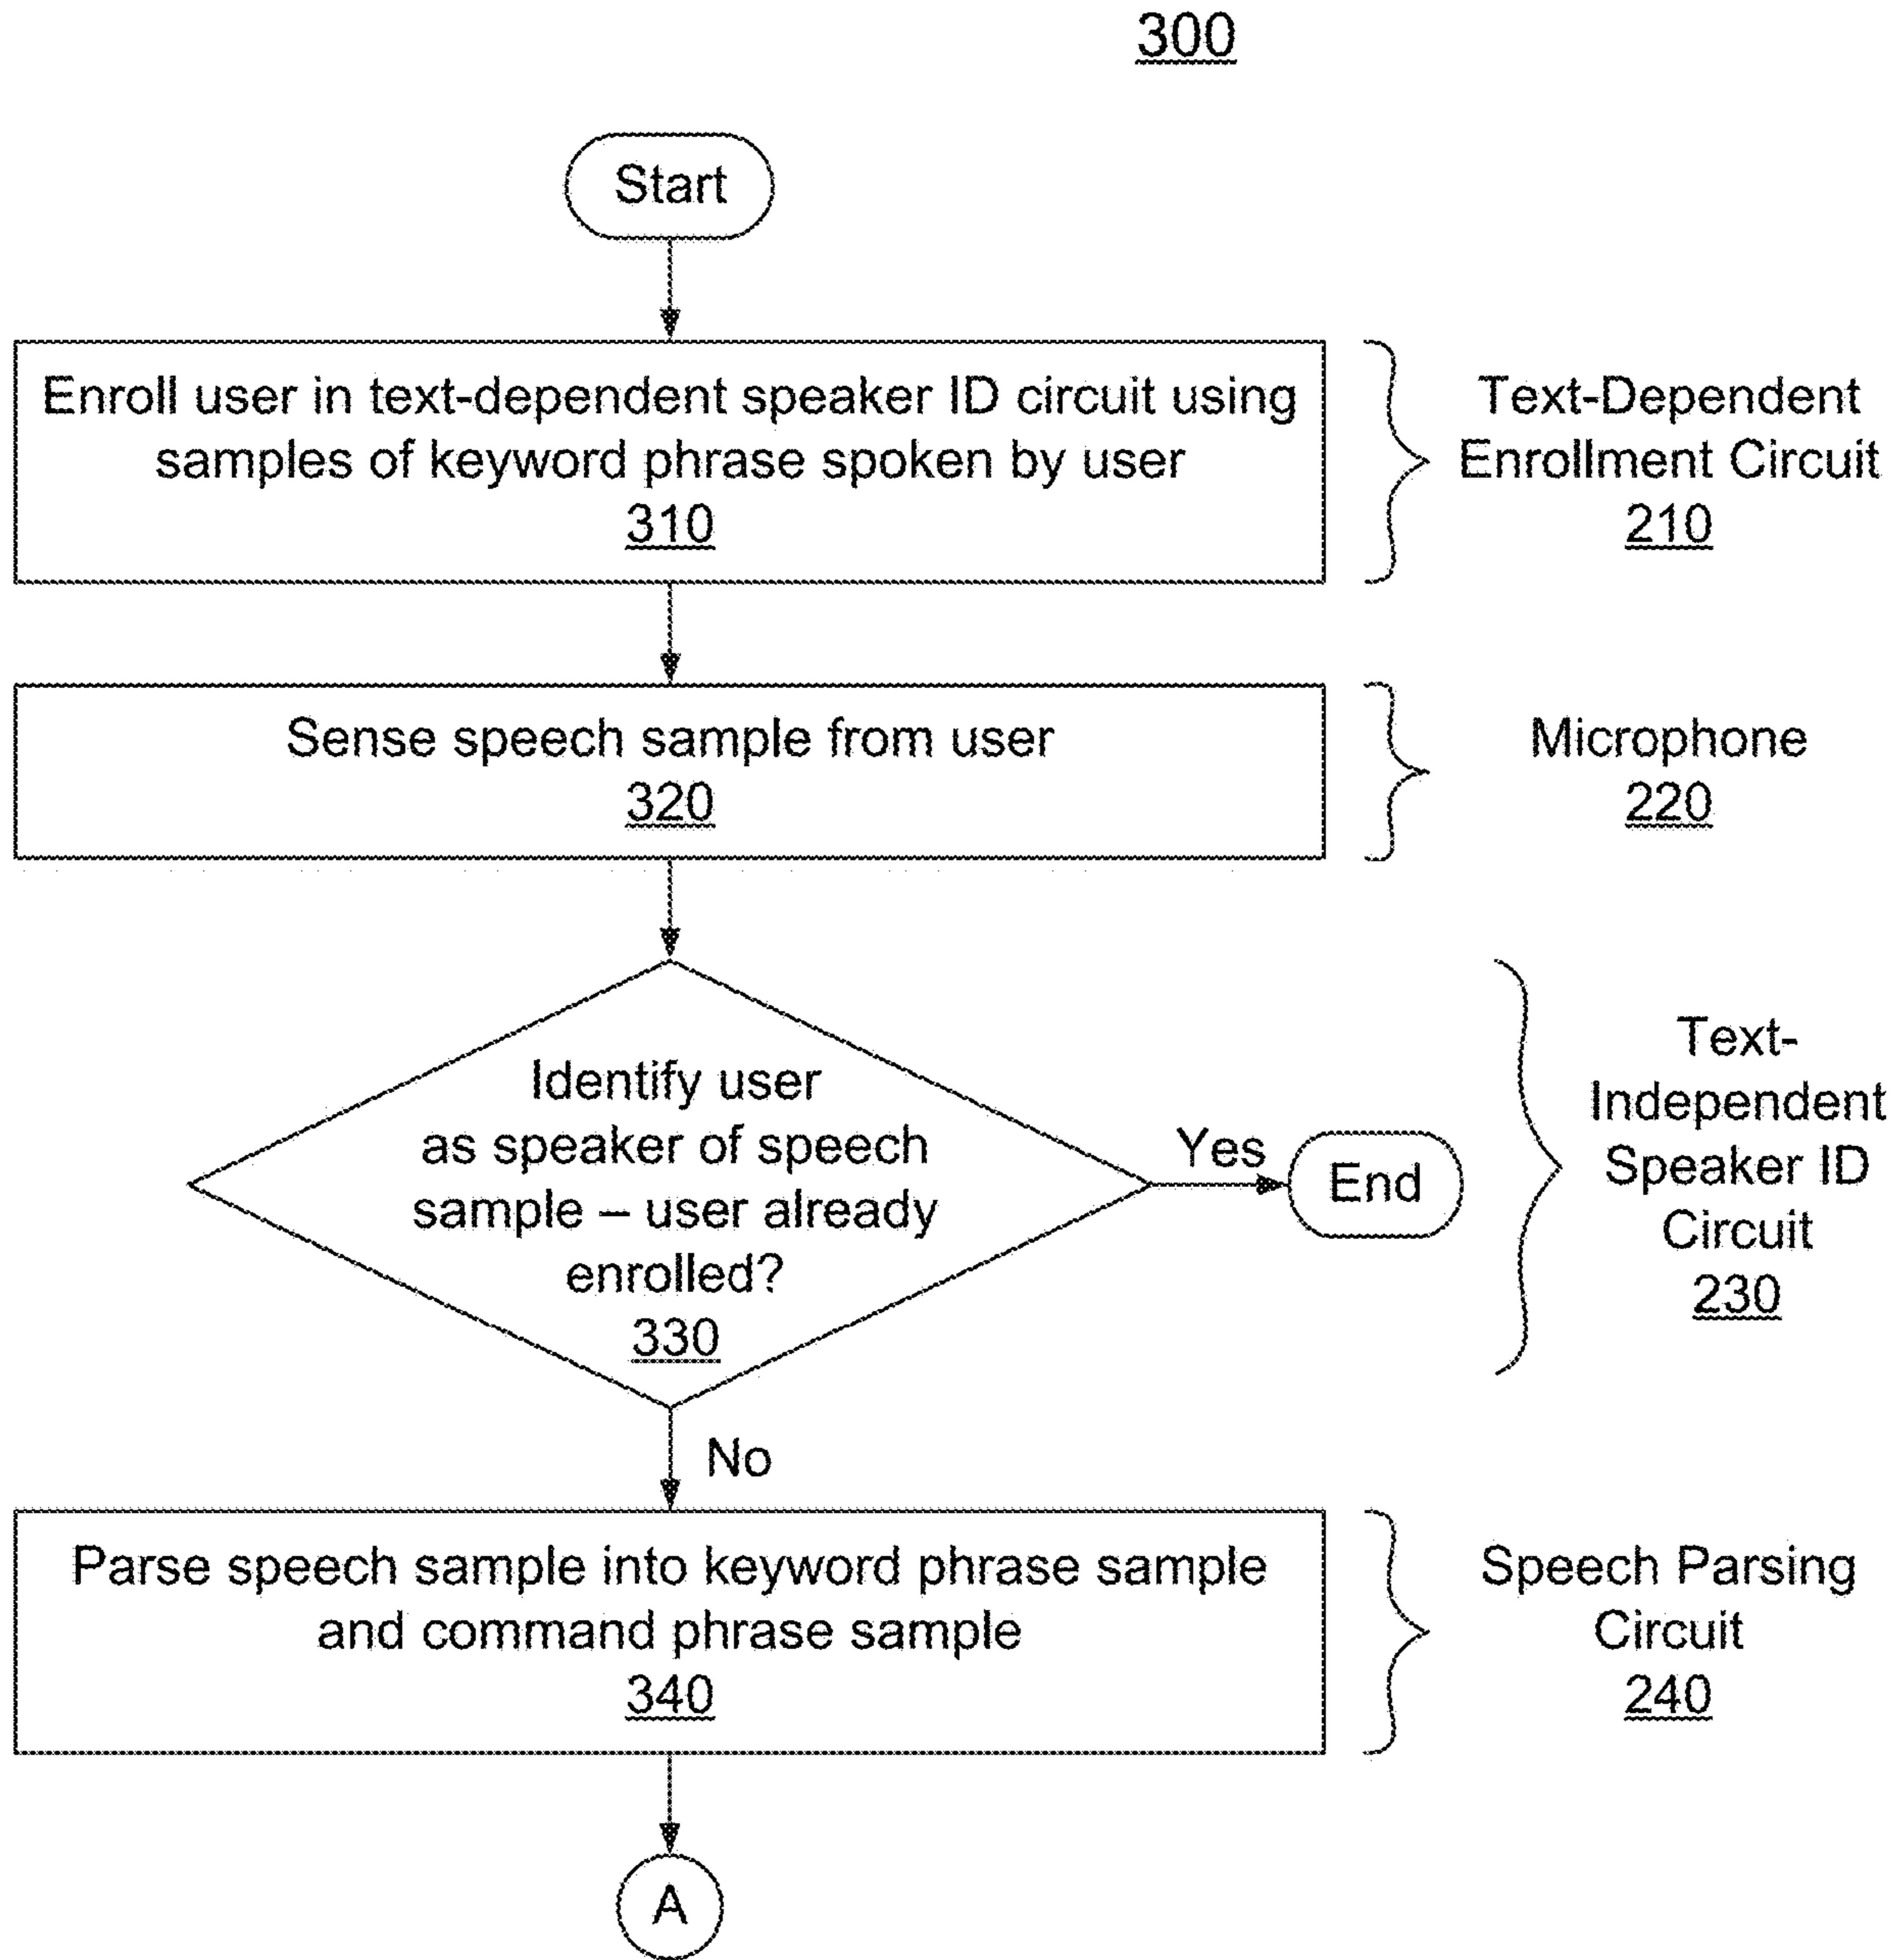 300
Start
Enroll user in text-dependent speaker ID circuit using
samples of keyword phrase spoken by user
310
Text-Dependent
Enrollment Circuit
210
Sense speech sample from user
320
Microphone
220
Identify user
as speaker of speech
sample – user already
enrolled?
330
Yes
End
Text-
Independent
Speaker ID
Circuit
230
No
Parse speech sample into keyword phrase sample
and command phrase sample
340
Speech Parsing
Circuit
240
A